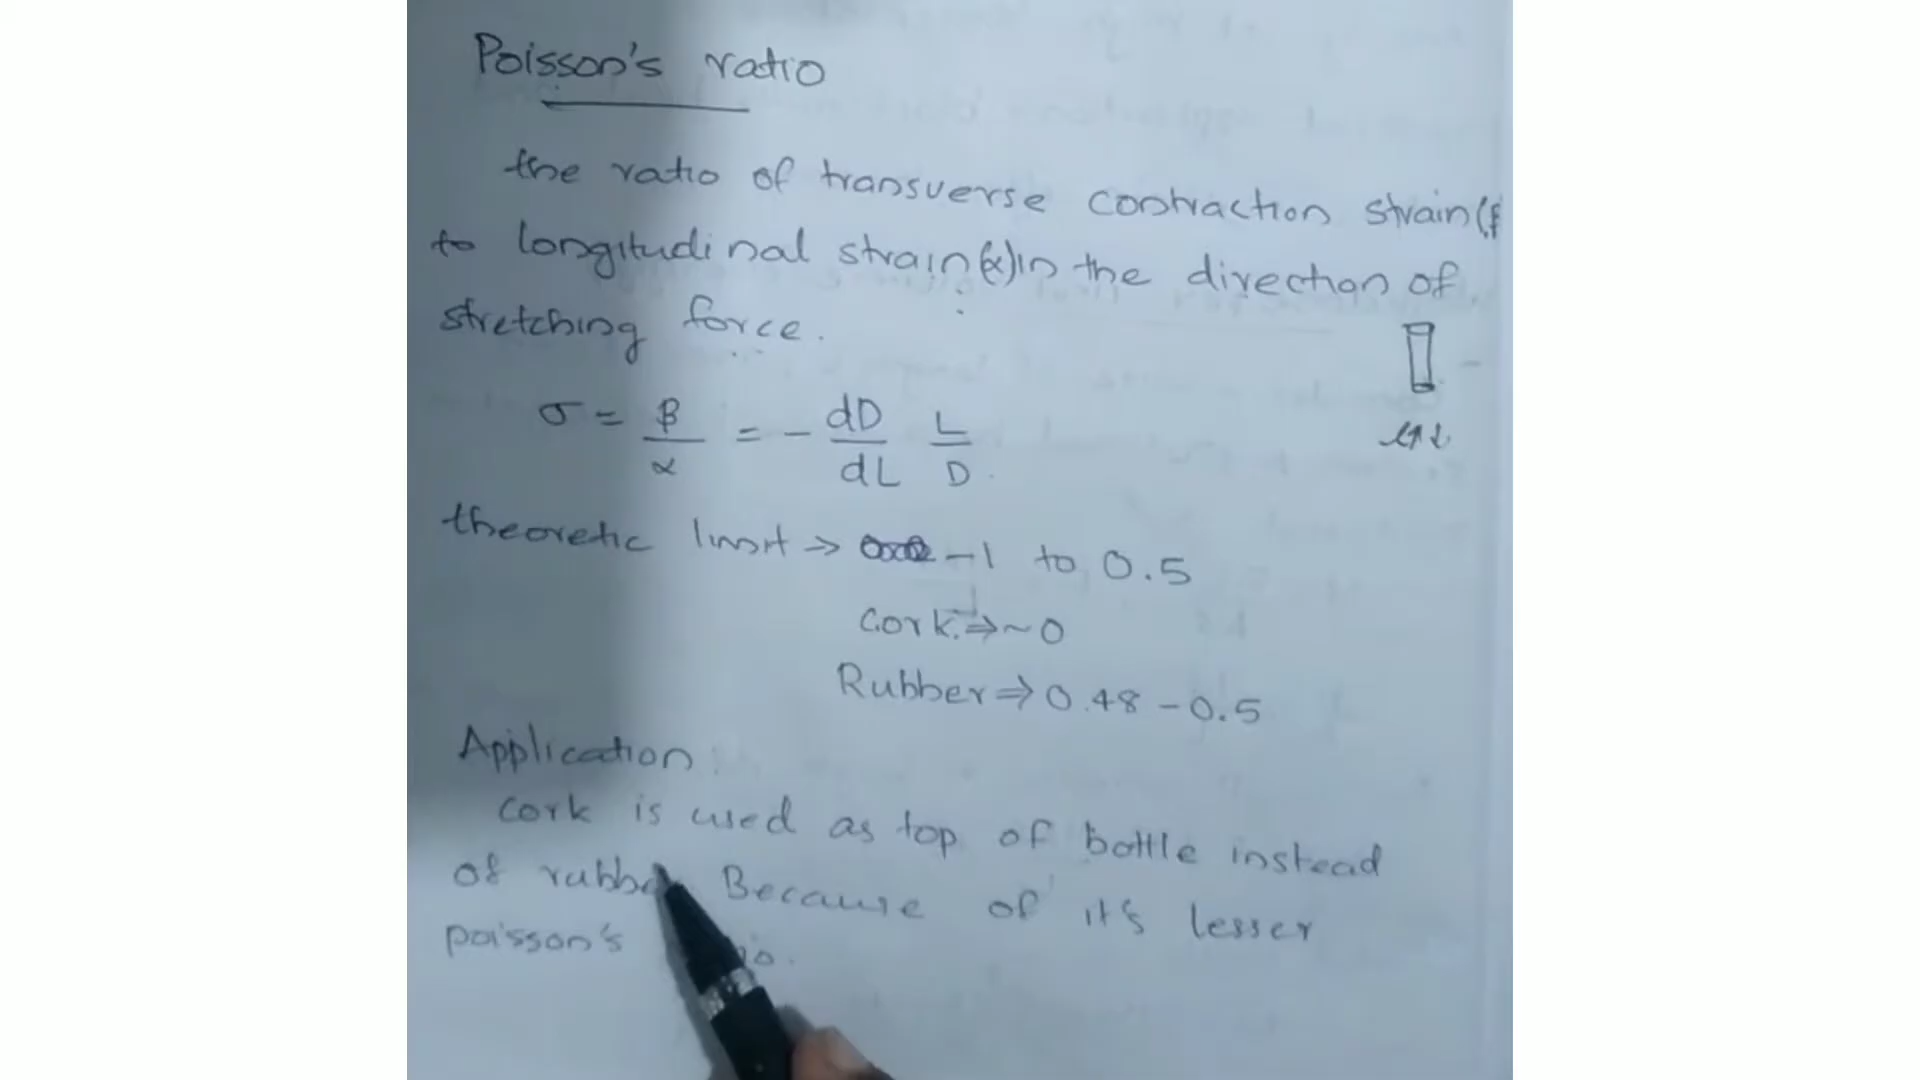 Poisson's ratio
the ratio of transverse contraction strain(β
to longitudinal strain(α)in the direction of
stretching force.
σ = β/α = - dD/dL L/D
theoretic limit → -1 to 0.5
Cork ⇒ ~0
Rubber ⇒ 0.48 - 0.5
Application
cork is used as top of bottle instead
of rubbe Because of it's lesser
poisson's